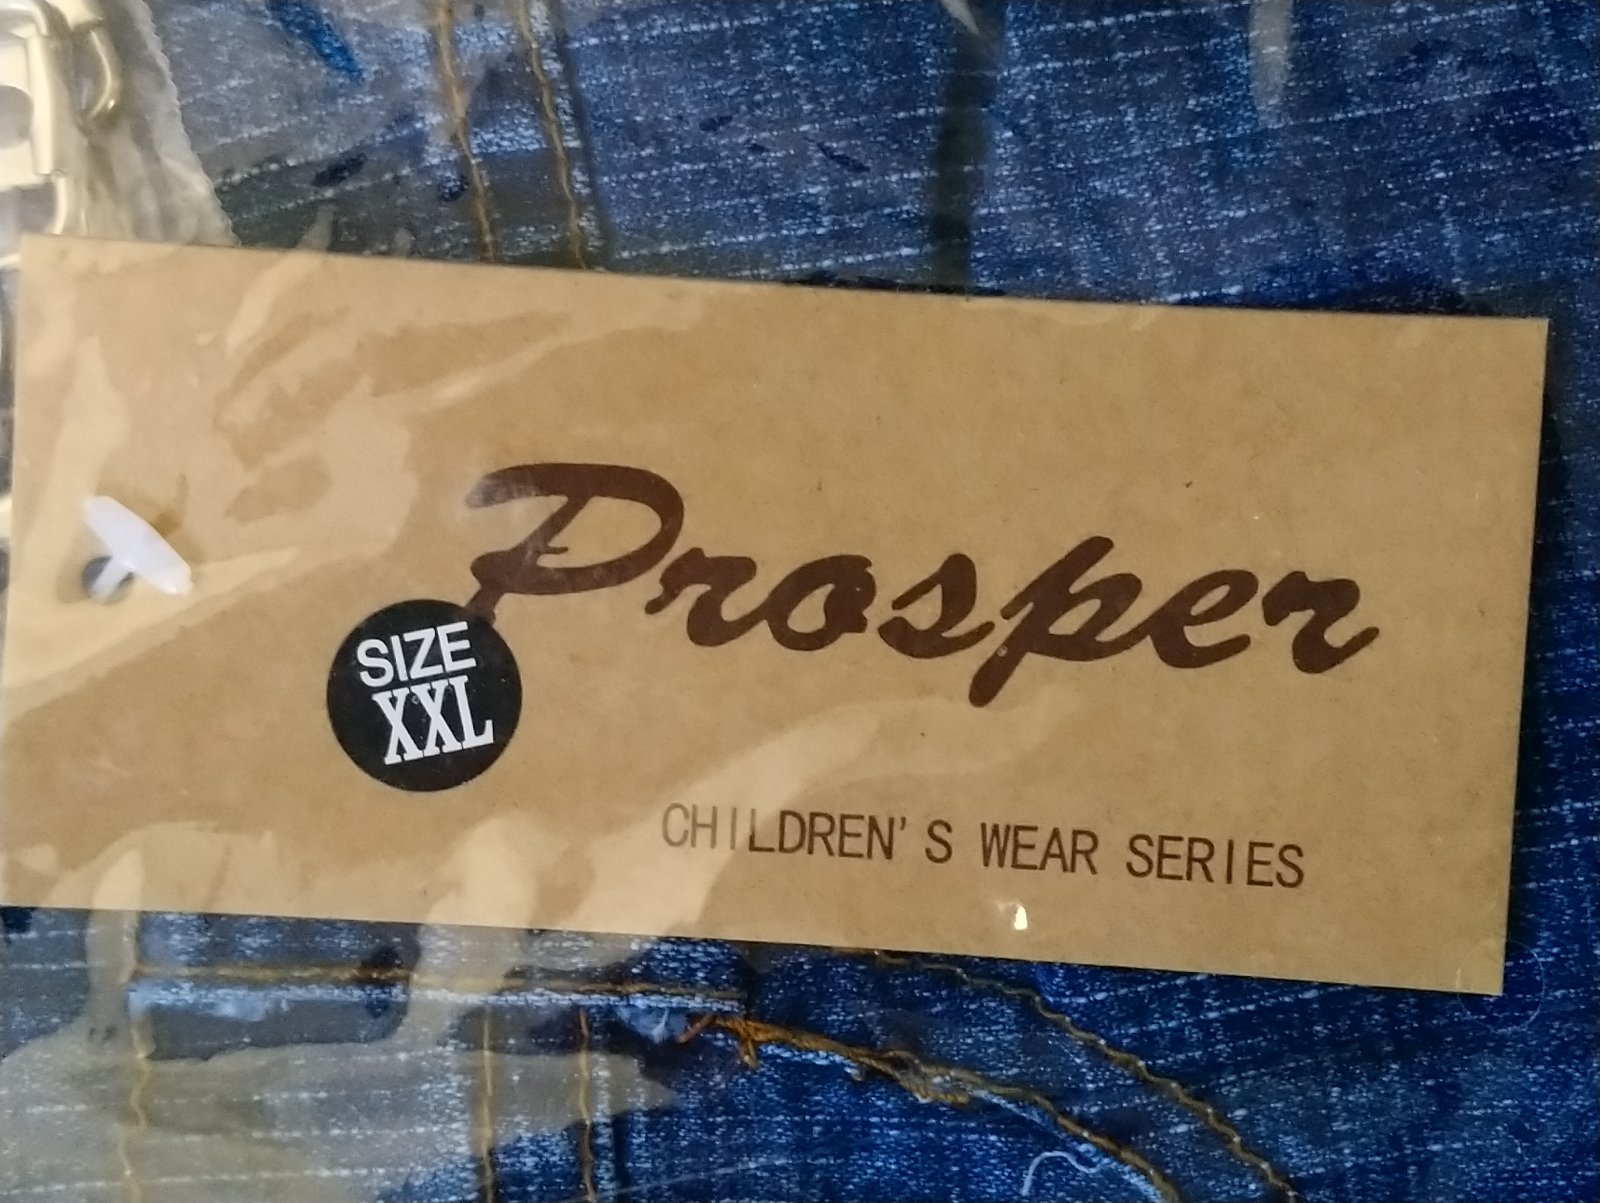 Prosper
SIZE
XXL
CHILDREN'S WEAR SERIES